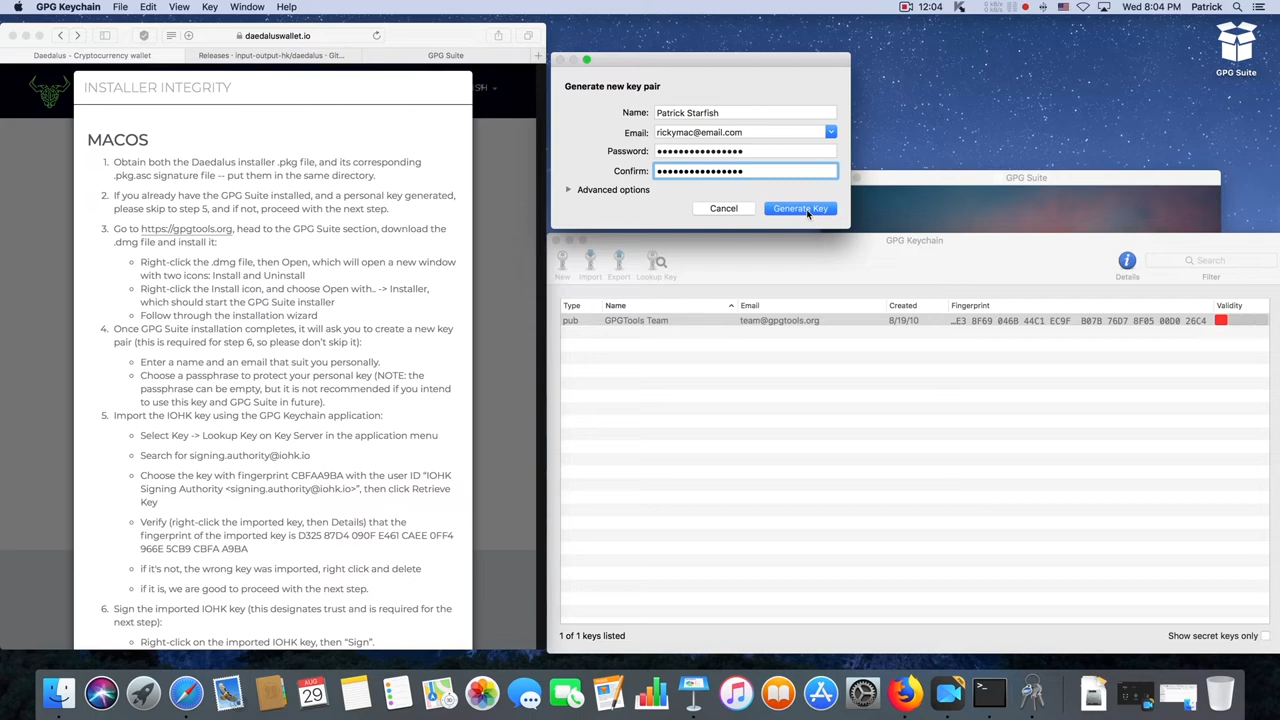 GPG Keychain File Edit View Key Window Help
12:04 Wed 8:04 PM Patrick
daedaluswallet.io
Daedalus - Cryptocurrency wallet
Releases · input-output-hk/daedalus · Git...
GPG Suite
INSTALLER INTEGRITY
MACOS
1. Obtain both the Daedalus installer .pkg file, and its corresponding
.pkg.asc signature file -- put them in the same directory.
2. If you already have the GPG Suite installed, and a personal key generated,
please skip to step 5, and if not, proceed with the next step.
3. Go to https://gpgtools.org, head to the GPG Suite section, download the
.dmg file and install it:
Right-click the .dmg file, then Open, which will open a new window
with two icons: Install and Uninstall
Right-click the Install icon, and choose Open with.. -> Installer,
which should start the GPG Suite installer
Follow through the installation wizard
4. Once GPG Suite installation completes, it will ask you to create a new key
pair (this is required for step 6, so please don't skip it):
Enter a name and an email that suit you personally.
Choose a passphrase to protect your personal key (NOTE: the
passphrase can be empty, but it is not recommended if you intend
to use this key and GPG Suite in future).
5. Import the IOHK key using the GPG Keychain application:
Select Key -> Lookup Key on Key Server in the application menu
Search for signing.authority@iohk.io
Choose the key with fingerprint CBFAA9BA with the user ID “IOHK
Signing Authority <signing.authority@iohk.io>”, then click Retrieve
Key
Verify (right-click the imported key, then Details) that the
fingerprint of the imported key is D325 87D4 090F E461 CAEE 0FF4
966E 5CB9 CBFA A9BA
if it's not, the wrong key was imported, right click and delete
if it is, we are good to proceed with the next step.
6. Sign the imported IOHK key (this designates trust and is required for the
next step):
Right-click on the imported IOHK key, then “Sign”.
Generate new key pair
Name: Patrick Starfish
Email: rickymac@email.com
Password: ••••••••••••••••
Confirm: ••••••••••••••••
Advanced options
Cancel Generate Key
GPG Suite
GPG Suite
GPG Keychain
New Import Export Lookup Key
Details
Search
Filter
Type Name Email Created Fingerprint Validity
pub GPGTools Team team@gpgtools.org 8/19/10 ...E3 8F69 046B 44C1 EC9F B07B 76D7 8F05 00D0 26C4
1 of 1 keys listed
Show secret keys only
AUG
29